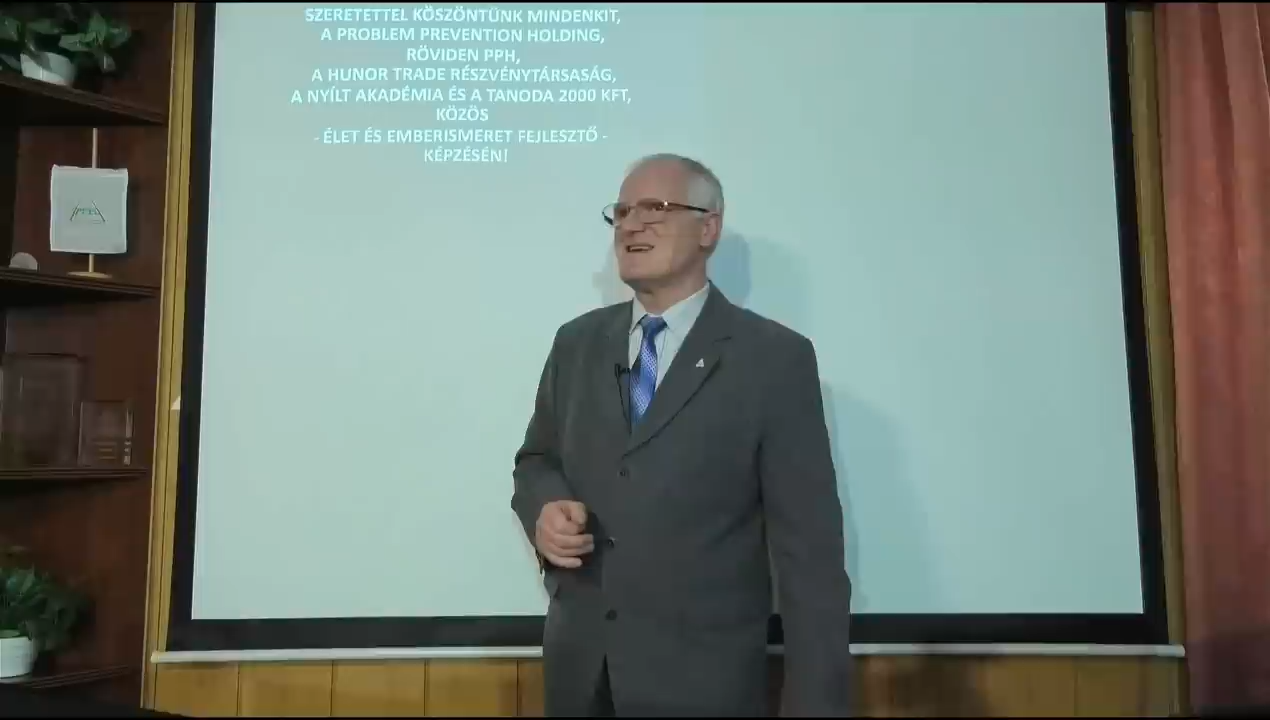 SZERETETTEL KÖSZÖNTÜNK MINDENKIT,
A PROBLEM PREVENTION HOLDING,
RÖVIDEN PPH,
A HUNOR TRADE RÉSZVÉNYTÁRSASÁG,
A NYÍLT AKADÉMIA ÉS A TANODA 2000 KFT,
KÖZÖS
- ÉLET ÉS EMBERISMERET FEJLESZTŐ -
KÉPZÉSÉN!